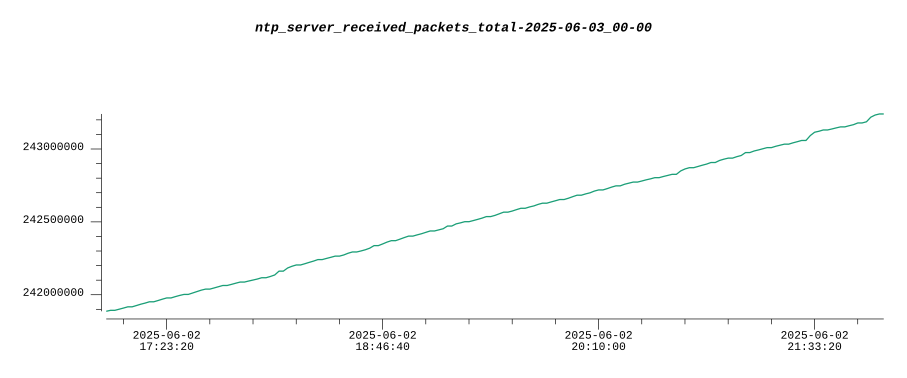 ntp_server_received_packets_total-2025-06-03_00-00
243000000
242500000
242000000
2025-06-02 2025-06-02 2025-06-02 2025-06-02
17:23:20 18:46:40 20:10:00 21:33:20